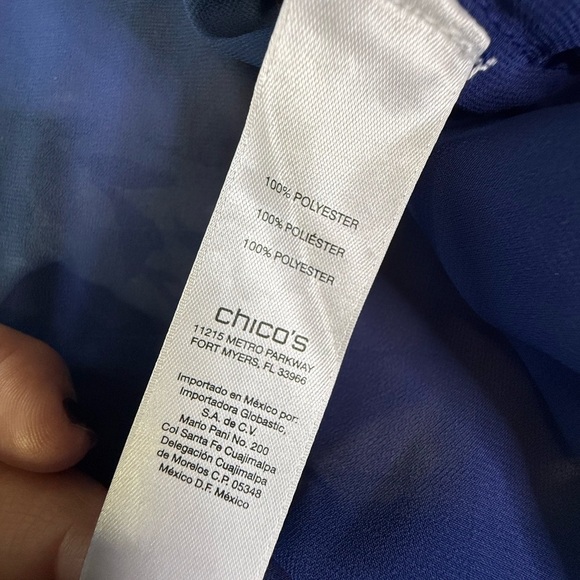 100% POLYESTER
100% POLIÉSTER
100% POLYESTER
chico's
11215 METRO PARKWAY
FORT MYERS, FL 33966
Importado en México por:
Importadora Globastic,
S.A. de C.V.
Mario Pani No. 200
Col Santa Fe Cuajimalpa
Delegación Cuajimalpa
de Morelos C.P. 05348
México D.F. México